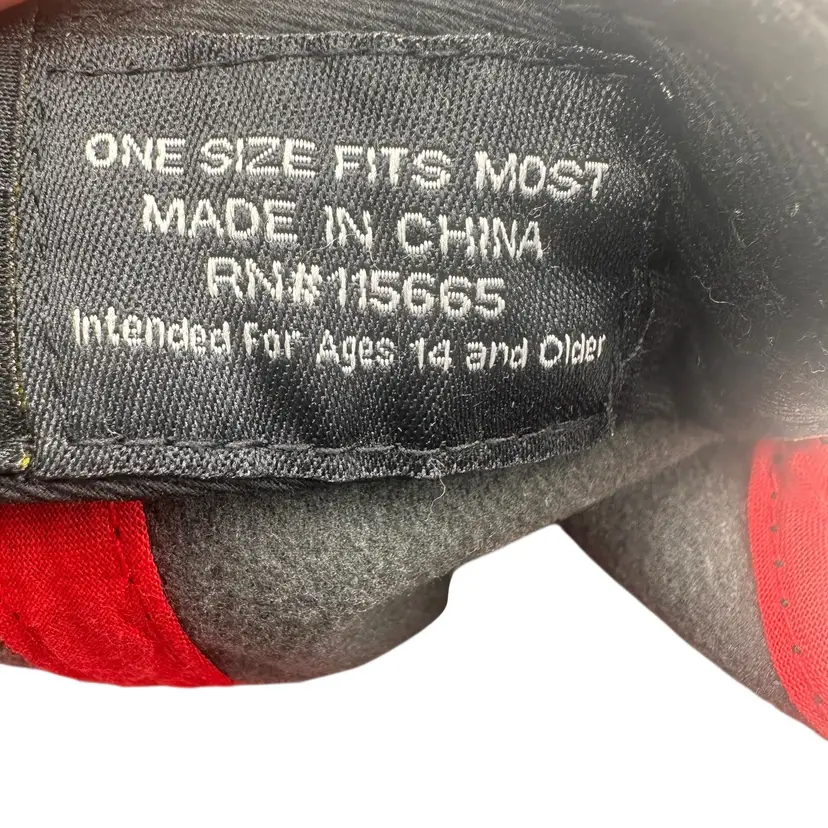 ONE SIZE FITS MOST
MADE IN CHINA
RN#115665
Intended For Ages 14 and Older